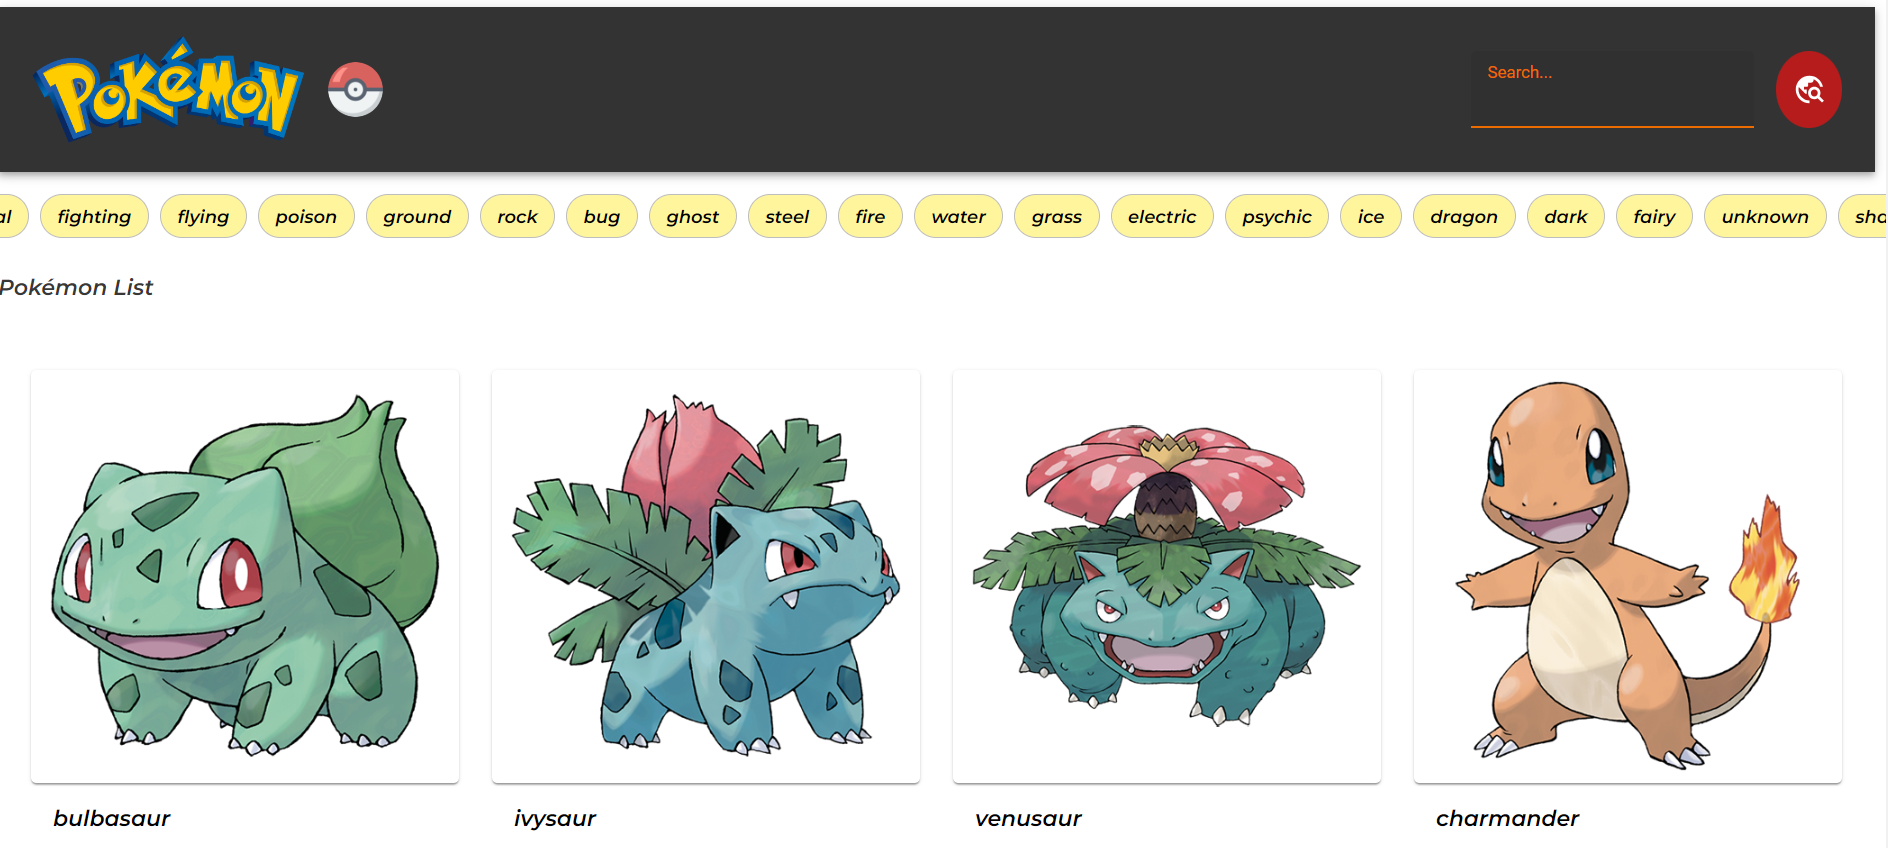 Pokémon
Search...
al fighting flying poison ground rock bug ghost steel fire water grass electric psychic ice dragon dark fairy unknown sha
Pokémon List
bulbasaur ivysaur venusaur charmander